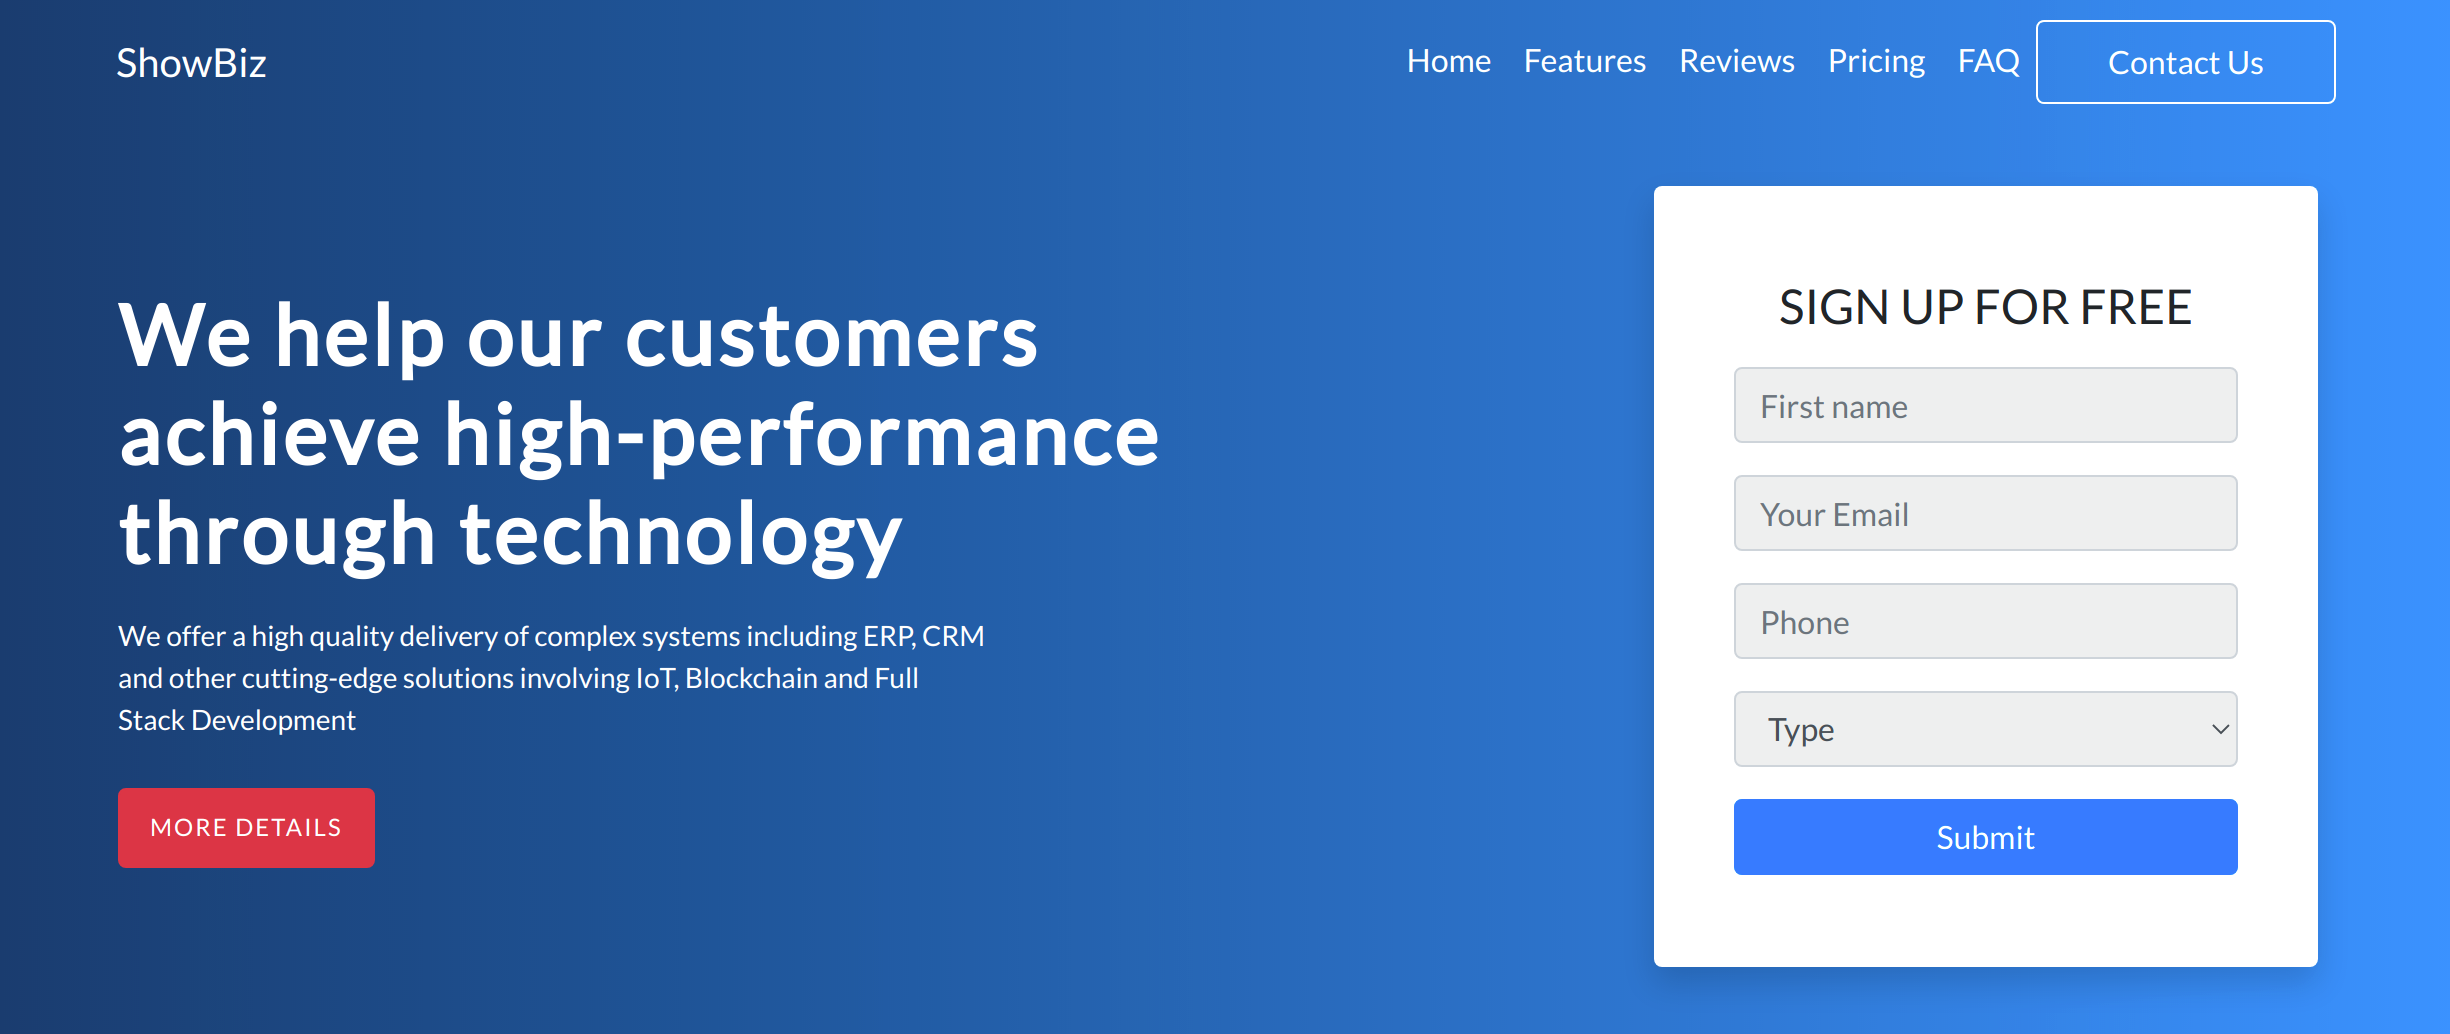 ShowBiz
Home Features Reviews Pricing FAQ Contact Us
We help our customers
achieve high-performance
through technology
We offer a high quality delivery of complex systems including ERP, CRM
and other cutting-edge solutions involving IoT, Blockchain and Full
Stack Development
MORE DETAILS
SIGN UP FOR FREE
First name
Your Email
Phone
Type
Submit